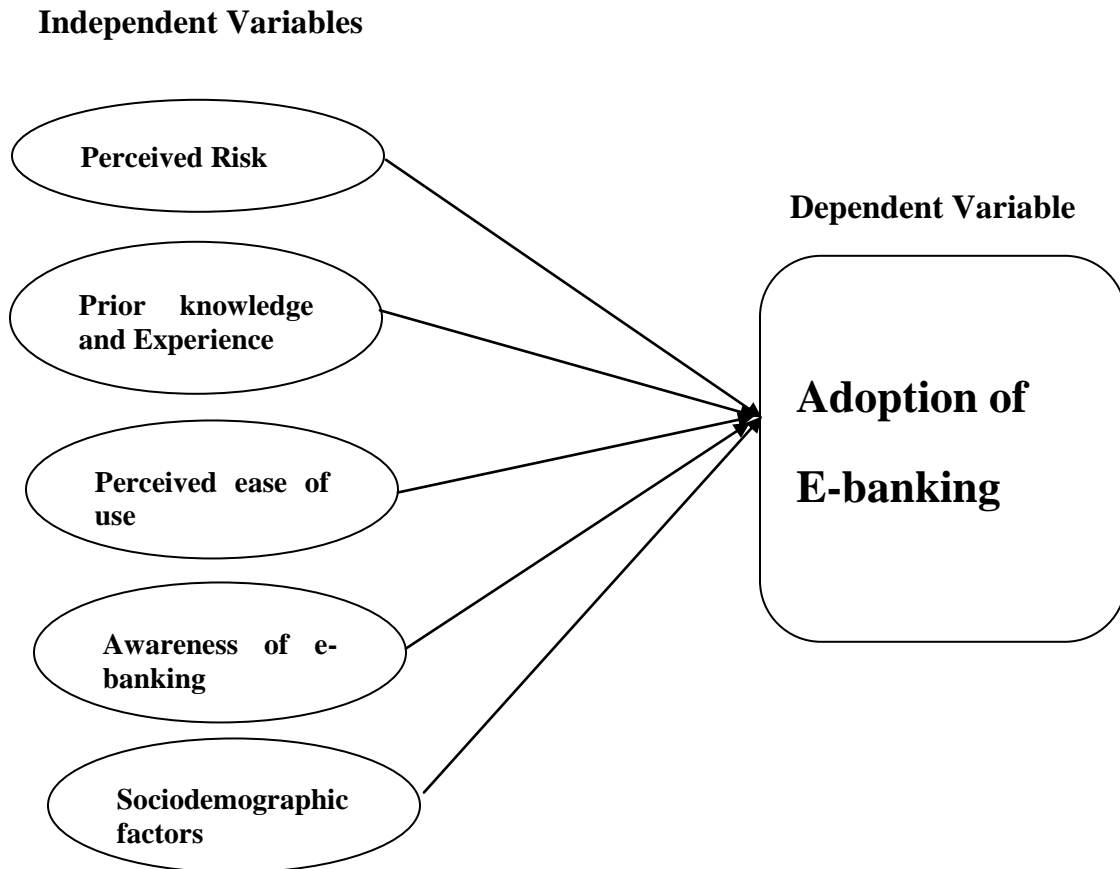 Independent Variables
Perceived Risk
Prior knowledge
and Experience
Perceived ease of
use
Awareness of e-
banking
Sociodemographic
factors
Dependent Variable
Adoption of
E-banking